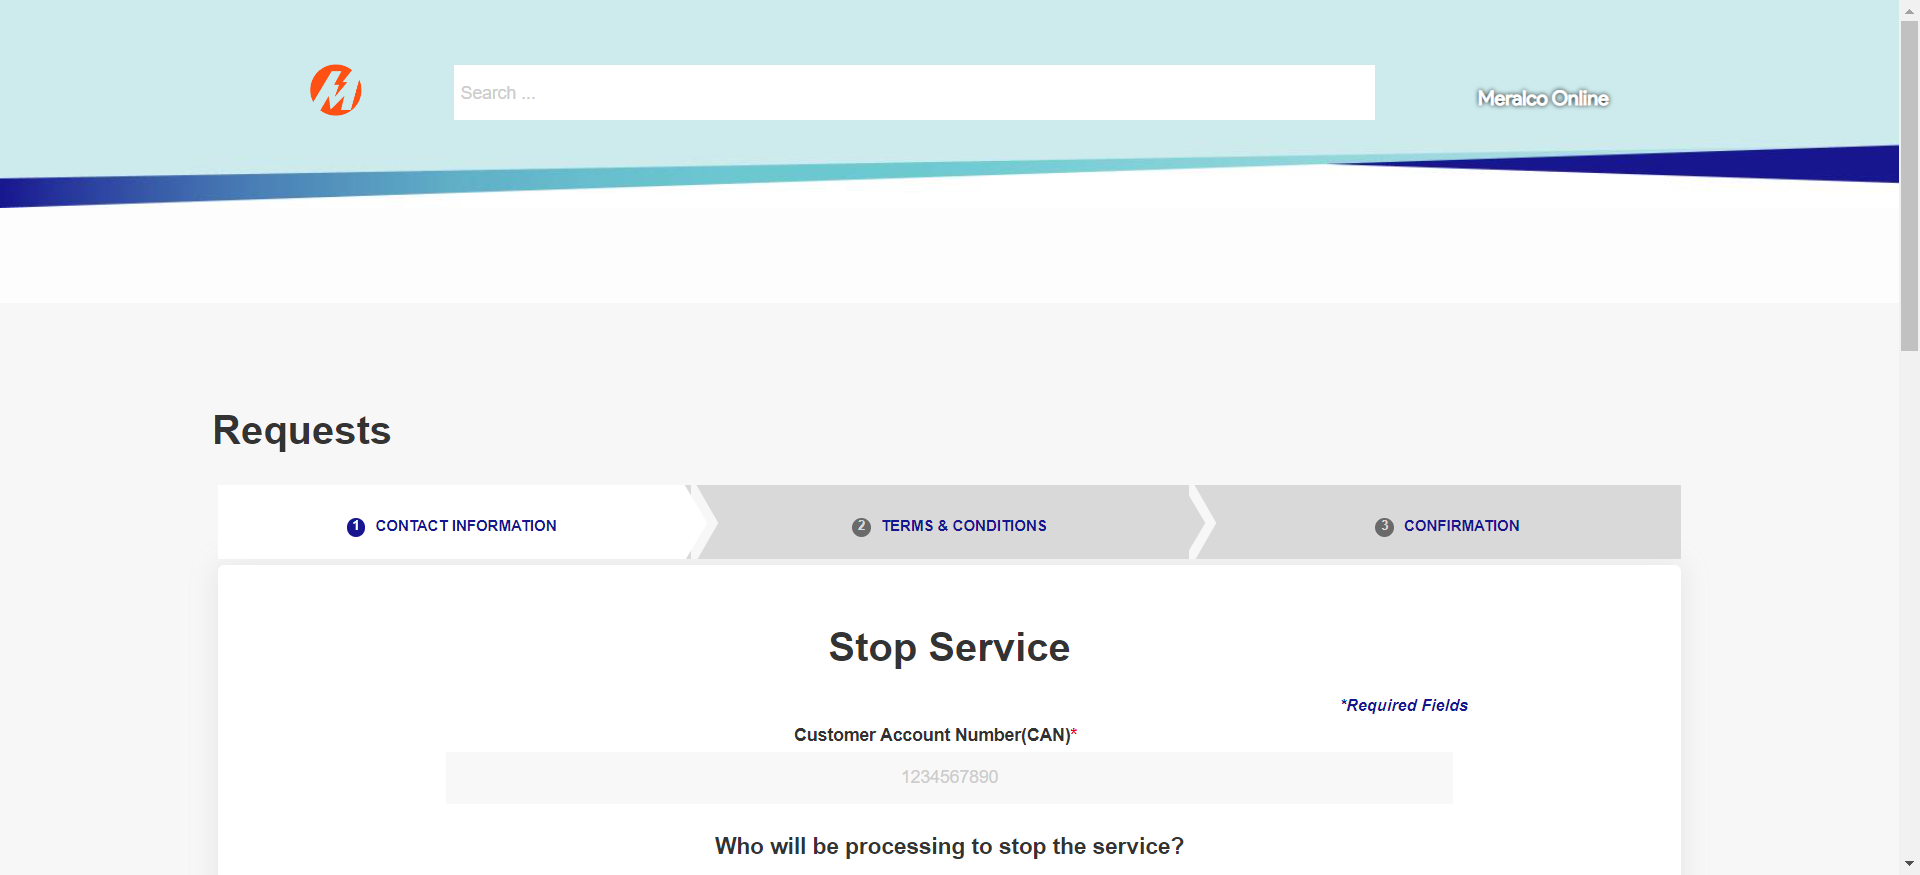 Search ...
Meralco Online
Requests
1 CONTACT INFORMATION
2 TERMS & CONDITIONS
3 CONFIRMATION
Stop Service
*Required Fields
Customer Account Number(CAN)*
1234567890
Who will be processing to stop the service?